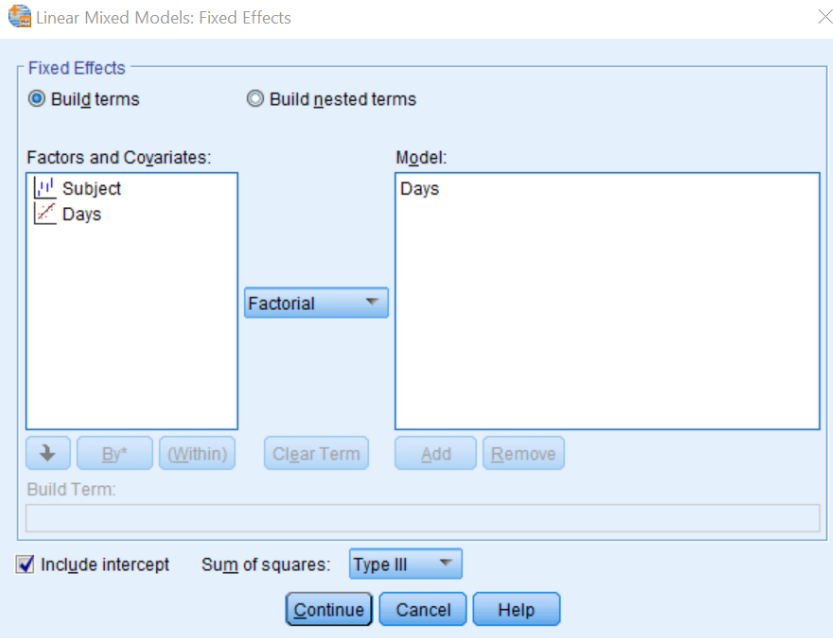 Linear Mixed Models: Fixed Effects
Fixed Effects
Build terms
Build nested terms
Factors and Covariates:
Model:
Subject
Days
Days
Factorial
By*
(Within)
Clear Term
Add
Remove
Build Term:
Include intercept
Sum of squares:
Type III
Continue
Cancel
Help